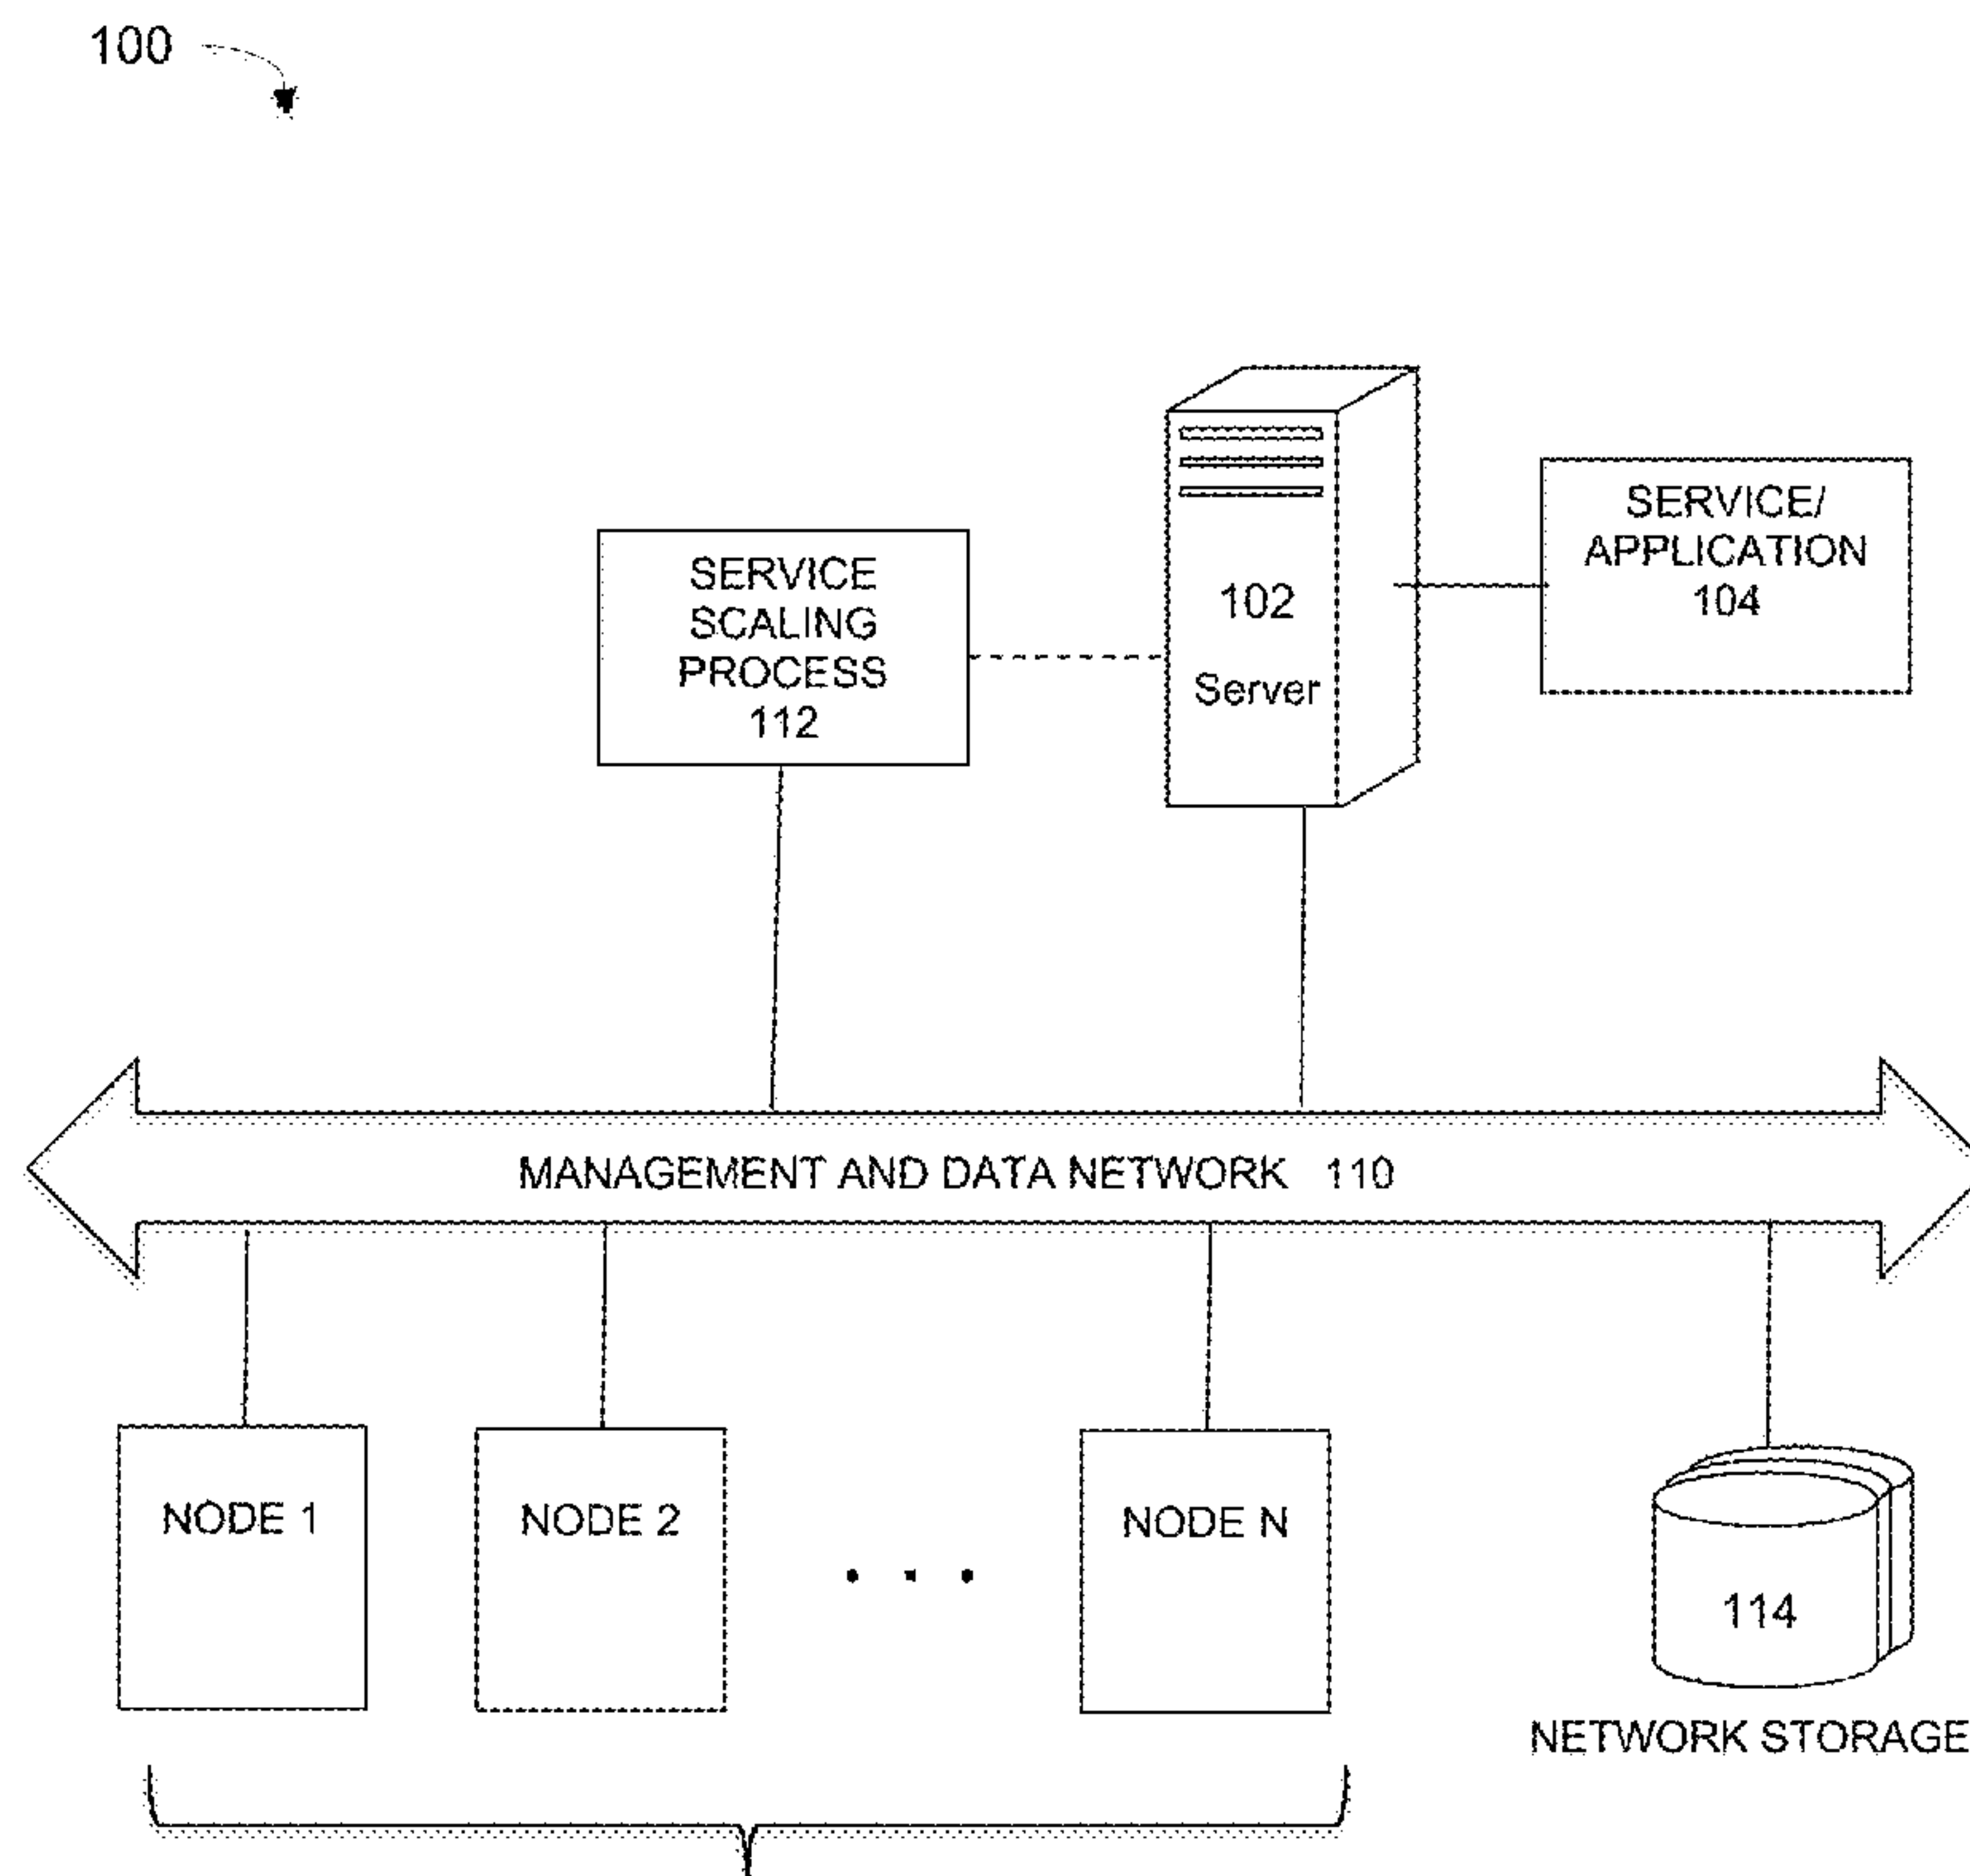 100
SERVICE/
APPLICATION
104
SERVICE
SCALING
PROCESS
112
102
Server
MANAGEMENT AND DATA NETWORK 110
NODE 1
NODE 2
. . .
NODE N
114
NETWORK STORAGE